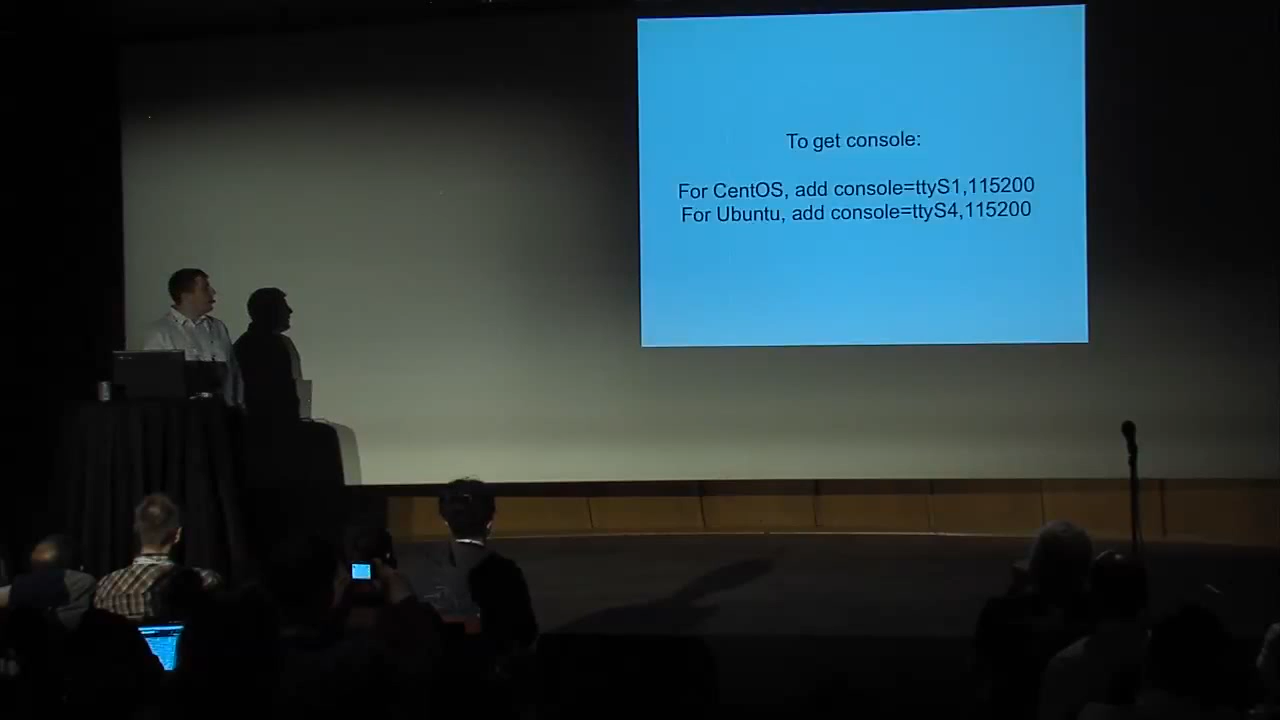 To get console:
For CentOS, add console=ttyS1,115200
For Ubuntu, add console=ttyS4,115200